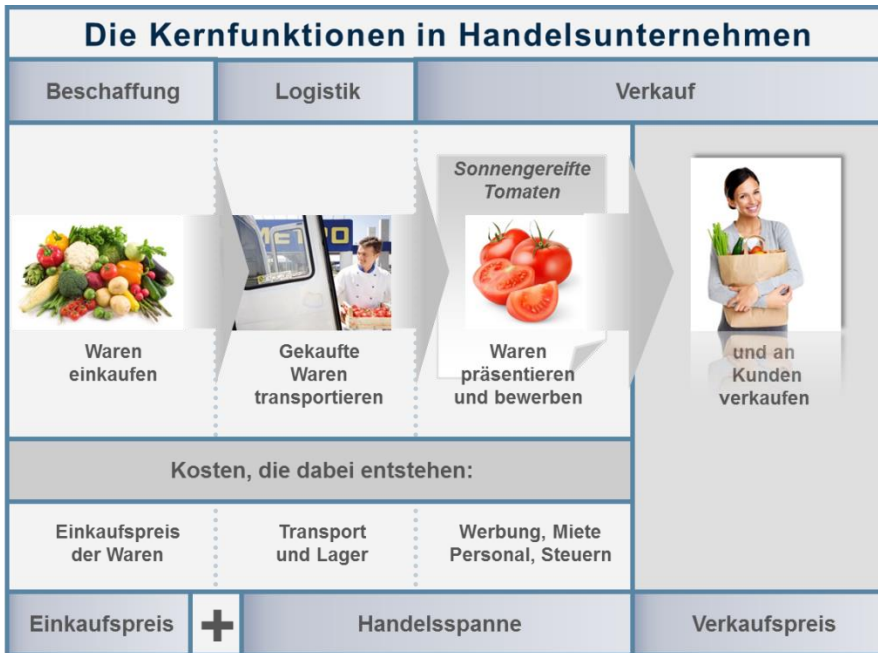 Die Kernfunktionen in Handelsunternehmen
Beschaffung
Logistik
Verkauf
Sonnengereifte
Tomaten
METRO
Waren
einkaufen
Gekaufte
Waren
transportieren
Waren
präsentieren
und bewerben
und an
Kunden
verkaufen
Kosten, die dabei entstehen:
Einkaufspreis
der Waren
Transport
und Lager
Werbung, Miete
Personal, Steuern
Einkaufspreis
+
Handelsspanne
Verkaufspreis